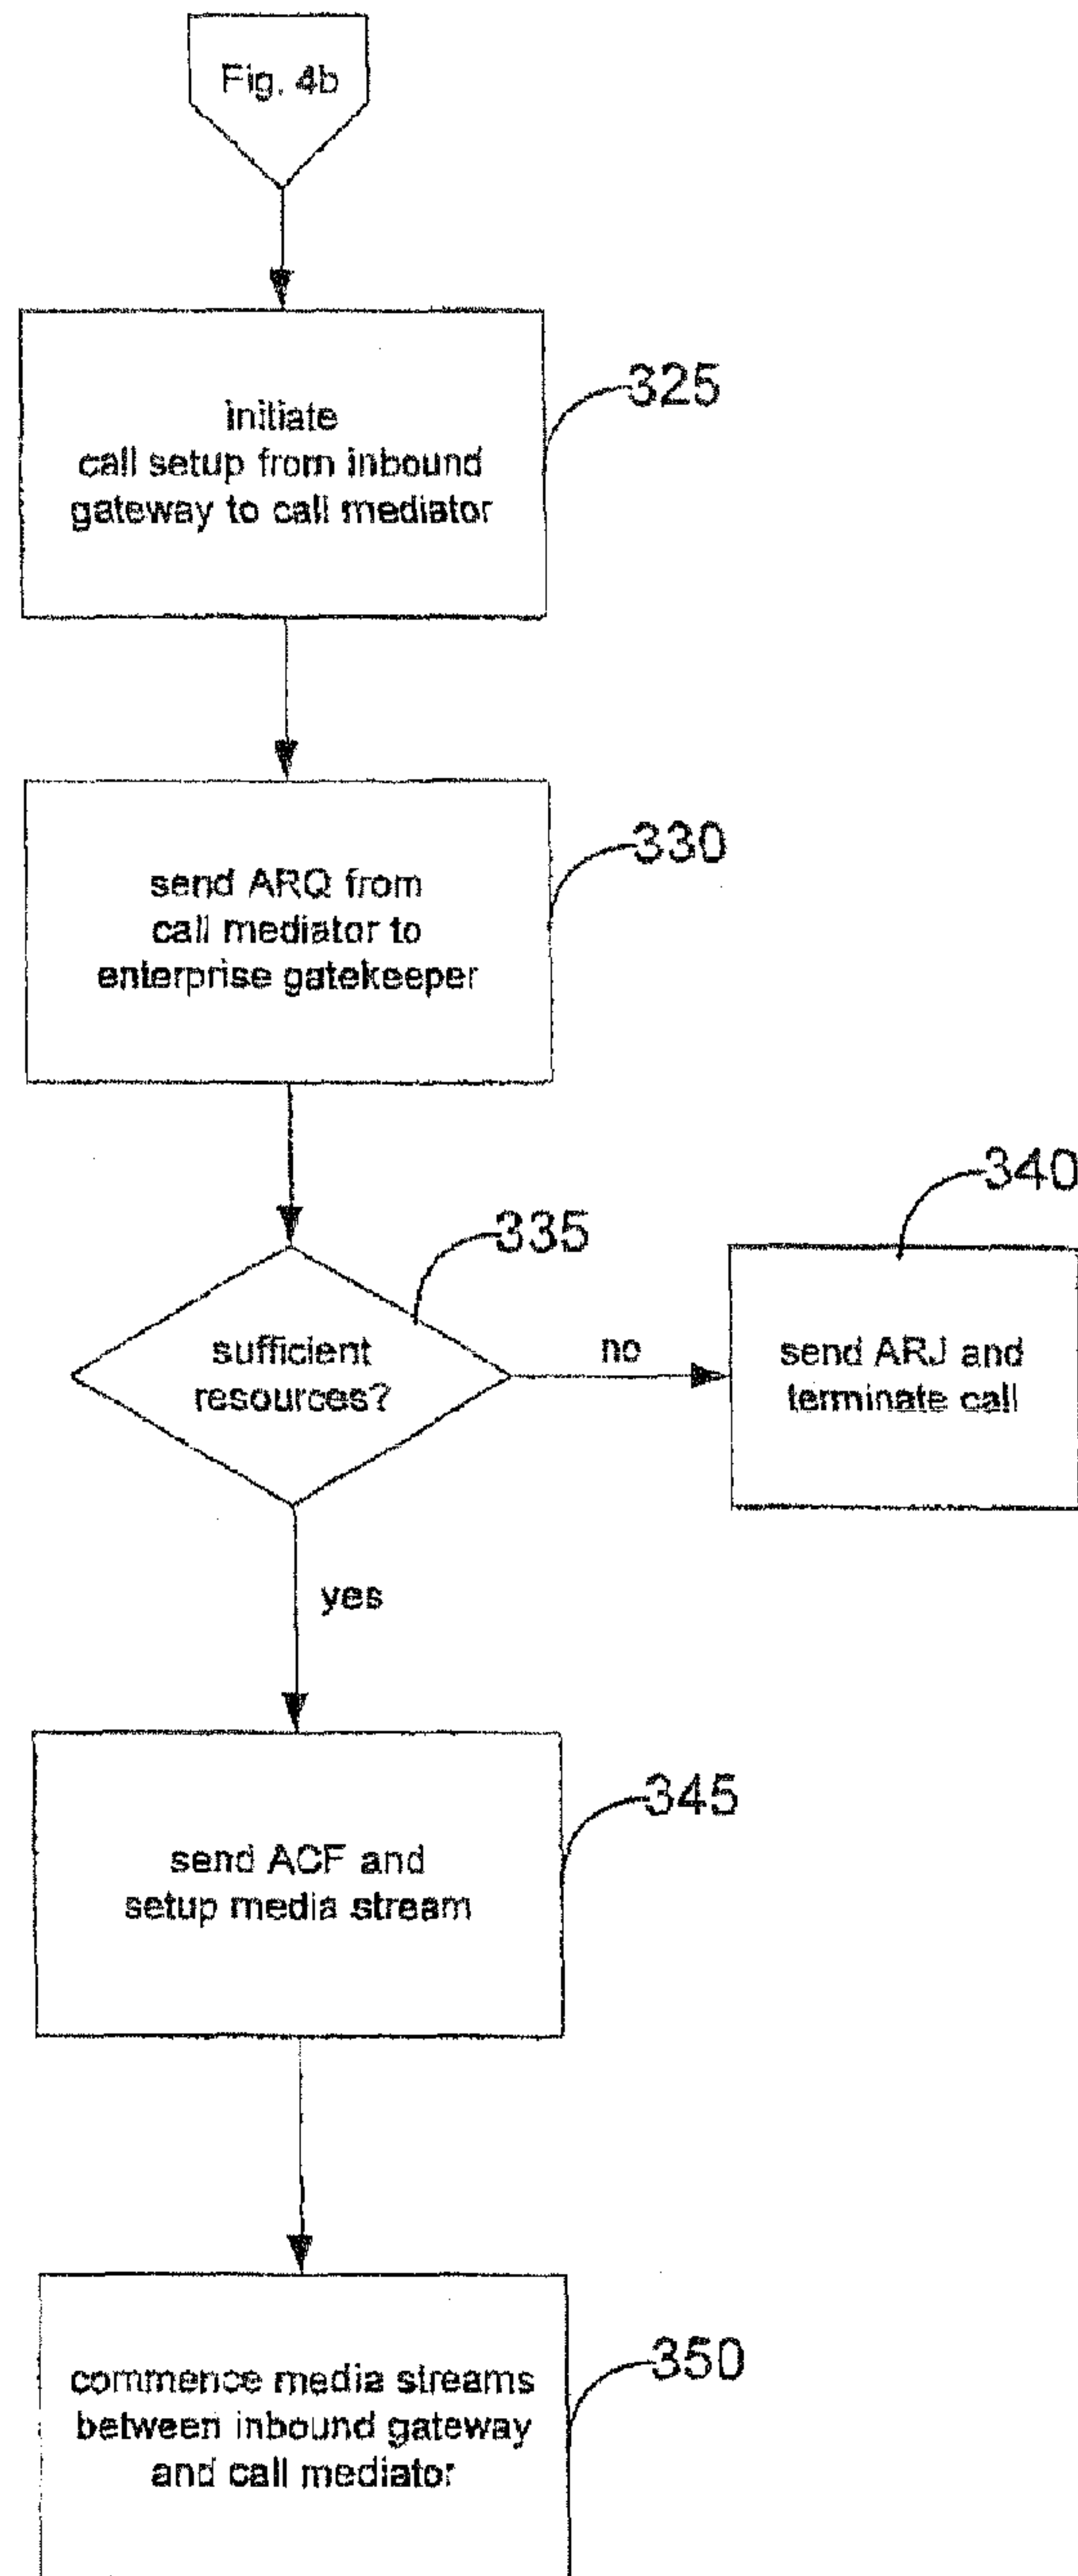 Fig. 4b
initiate
call setup from inbound
gateway to call mediator
325
send ARQ from
call mediator to
enterprise gatekeeper
330
335
sufficient
resources?
no
340
send ARJ and
terminate call
yes
send ACF and
setup media stream
345
commence media streams
between inbound gateway
and call mediator
350